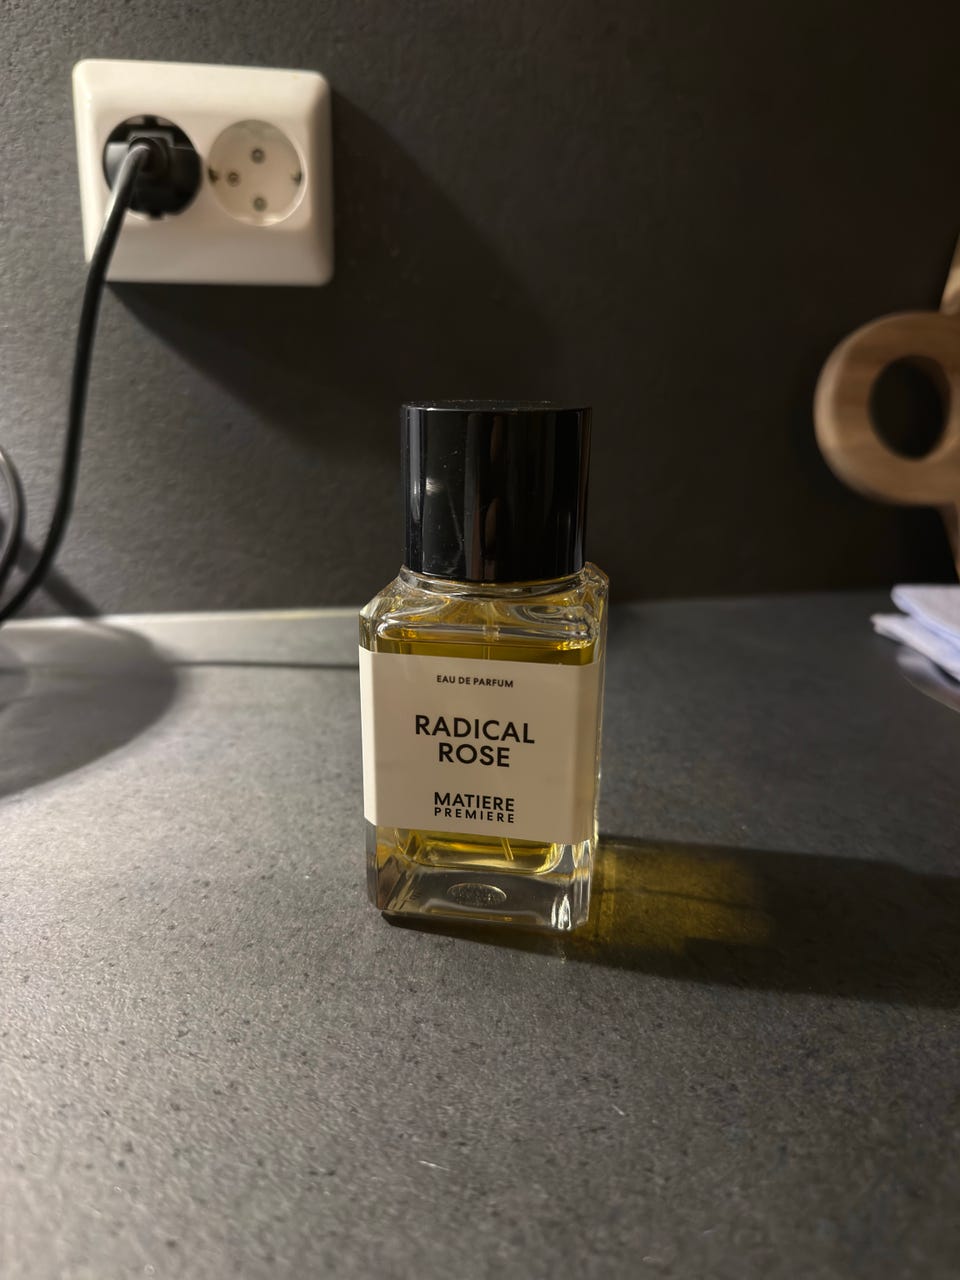 EAU DE PARFUM
RADICAL
ROSE
MATIERE
PREMIERE